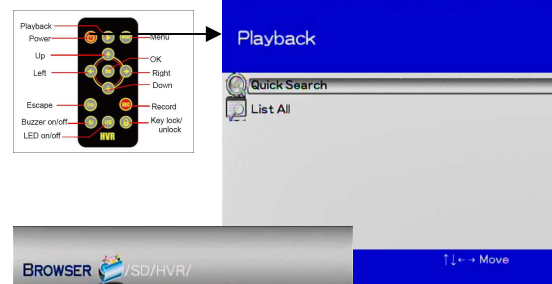 Playback
Power
Menu
Up
OK
Left
Right
Down
Escape
Record
Buzzer on/off
Key lock/
unlock
LED on/off
HVR
Playback
Quick Search
List All
↑↓←→ Move
BROWSER /SD/HVR/